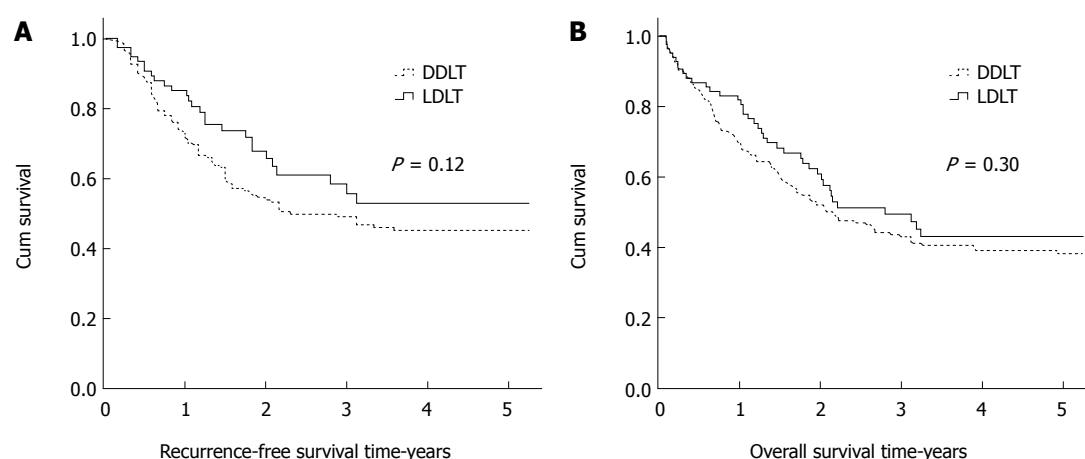 A
1.0
0.8
0.6
0.4
0.2
0.0
Cum survival
DDLT
LDLT
P = 0.12
0 1 2 3 4 5
Recurrence-free survival time-years
B
1.0
0.8
0.6
0.4
0.2
0.0
Cum survival
DDLT
LDLT
P = 0.30
0 1 2 3 4 5
Overall survival time-years